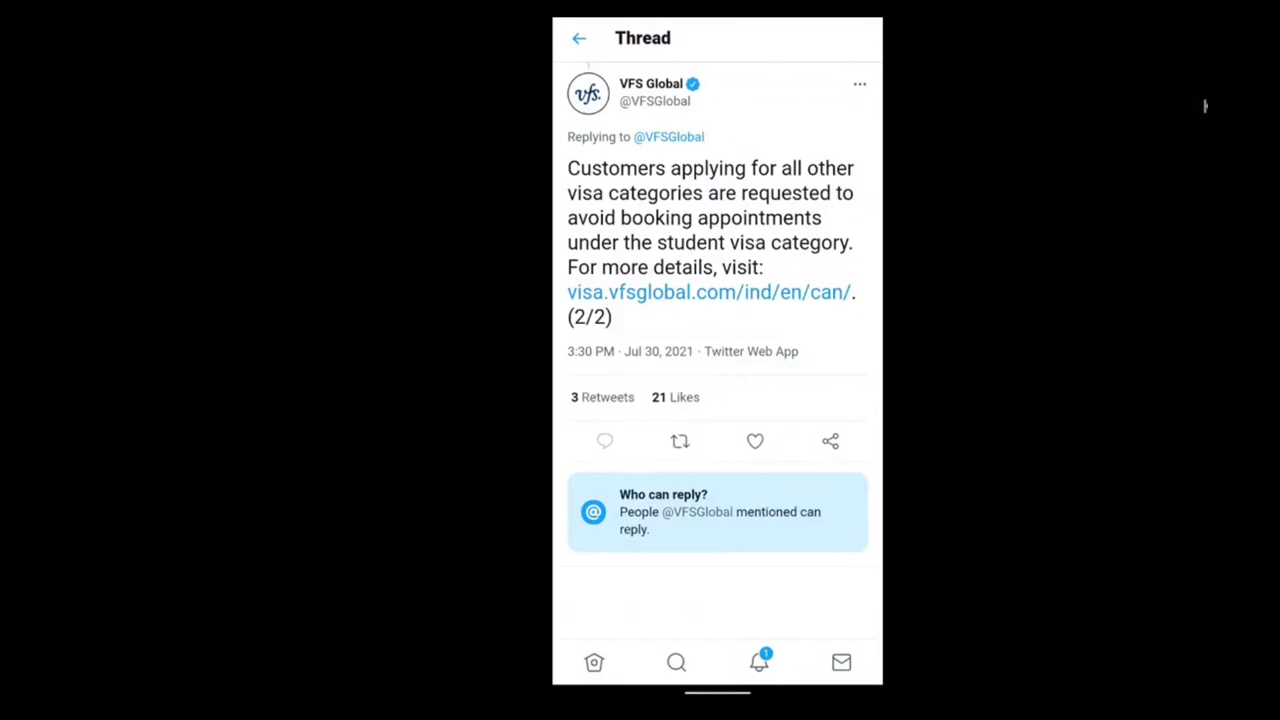 Thread
vfs.
VFS Global
@VFSGlobal
Replying to @VFSGlobal
Customers applying for all other
visa categories are requested to
avoid booking appointments
under the student visa category.
For more details, visit:
visa.vfsglobal.com/ind/en/can/.
(2/2)
3:30 PM · Jul 30, 2021 · Twitter Web App
3 Retweets 21 Likes
Who can reply?
@
People @VFSGlobal mentioned can
reply.
1